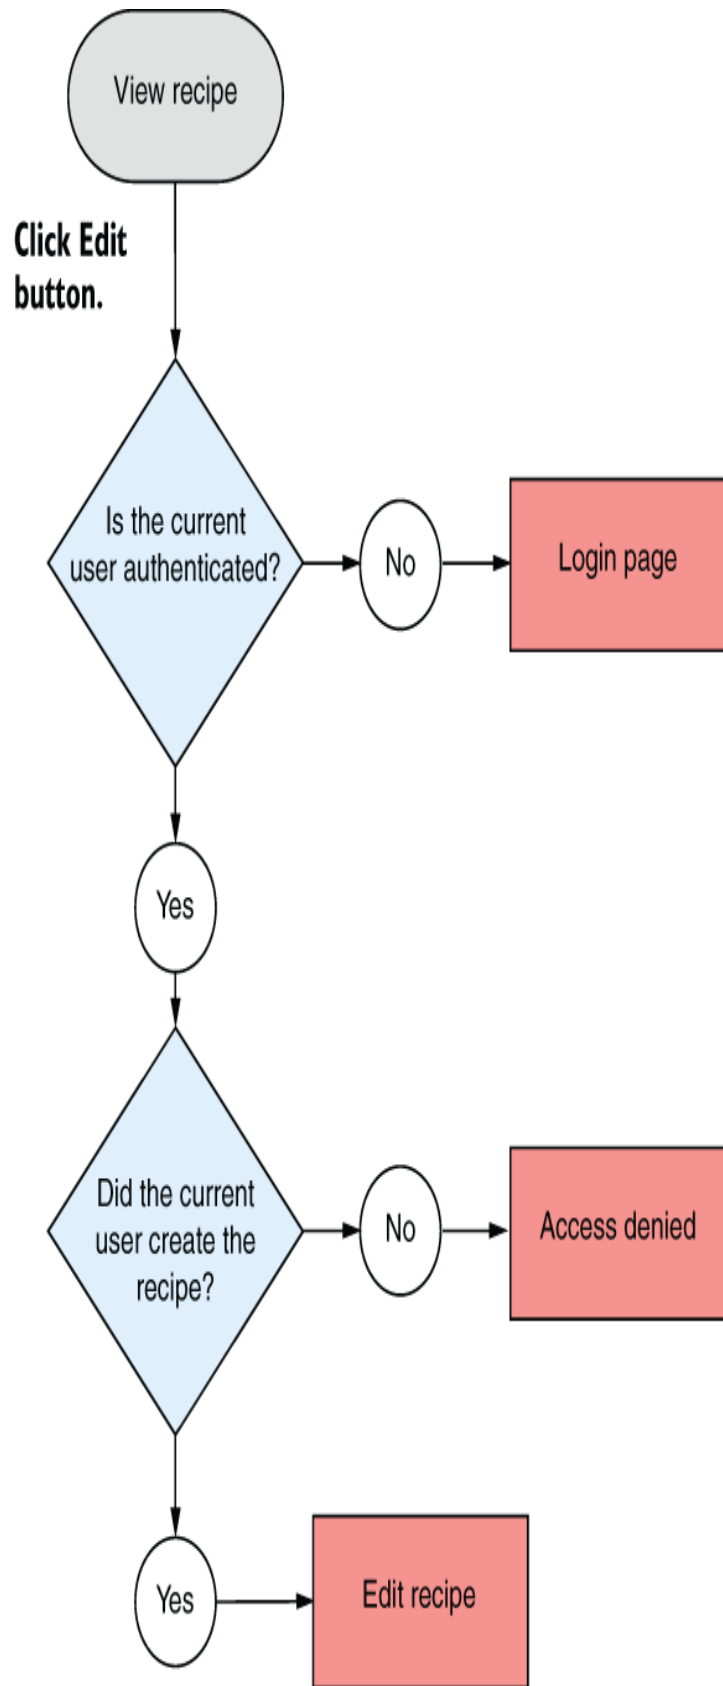 View recipe
Click Edit
button.
Is the current
user authenticated?
No
Login page
Yes
Did the current
user create the
recipe?
No
Access denied
Yes
Edit recipe